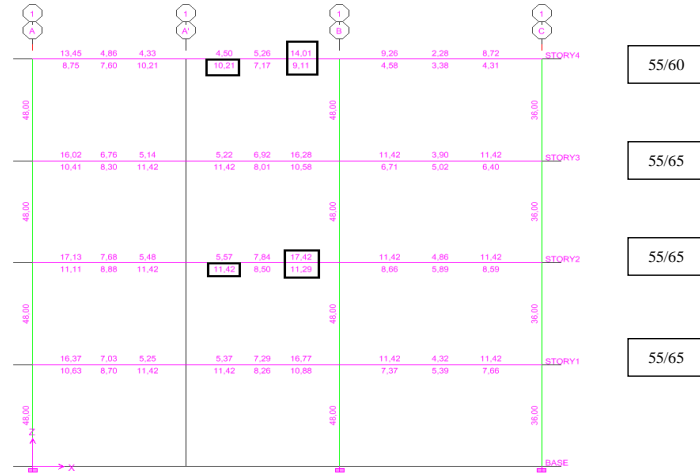 1 1 1 1
A A' B C
13,45 4,86 4,33 4,50 5,26 14,01 9,26 2,28 8,72 STORY4
8,75 7,60 10,21 10,21 7,17 9,11 4,58 3,38 4,31
55/60
48,00 48,00 36,00
16,02 6,76 5,14 5,22 6,92 16,28 11,42 3,90 11,42 STORY3
10,41 8,30 11,42 11,42 8,01 10,58 6,71 5,02 6,40
55/65
48,00 48,00 36,00
17,13 7,68 5,48 5,57 7,84 17,42 11,42 4,86 11,42 STORY2
11,11 8,88 11,42 11,42 8,50 11,29 8,66 5,89 8,59
55/65
48,00 48,00 36,00
16,37 7,03 5,25 5,37 7,29 16,77 11,42 4,32 11,42 STORY1
10,63 8,70 11,42 11,42 8,26 10,88 7,37 5,39 7,66
55/65
48,00 48,00 36,00
Z
X
BASE